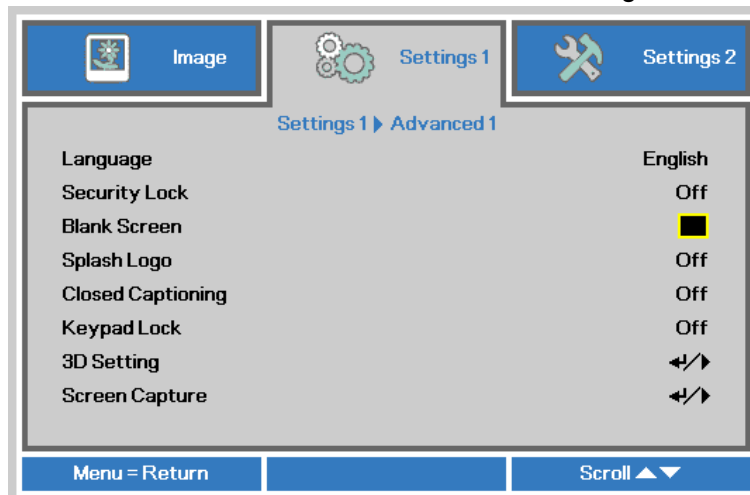 Image
Settings 1
Settings 2
Settings 1 Advanced 1
Language English
Security Lock Off
Blank Screen
Splash Logo Off
Closed Captioning Off
Keypad Lock Off
3D Setting
Screen Capture
Menu = Return
Scroll